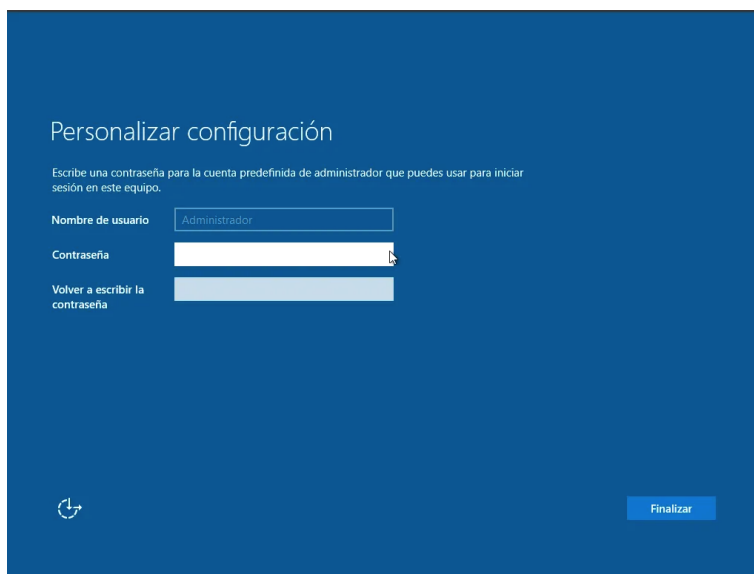 Personalizar configuración
Escribe una contraseña para la cuenta predefinida de administrador que puedes usar para iniciar
sesión en este equipo.
Nombre de usuario
Administrador
Contraseña
Volver a escribir la
contraseña
Finalizar